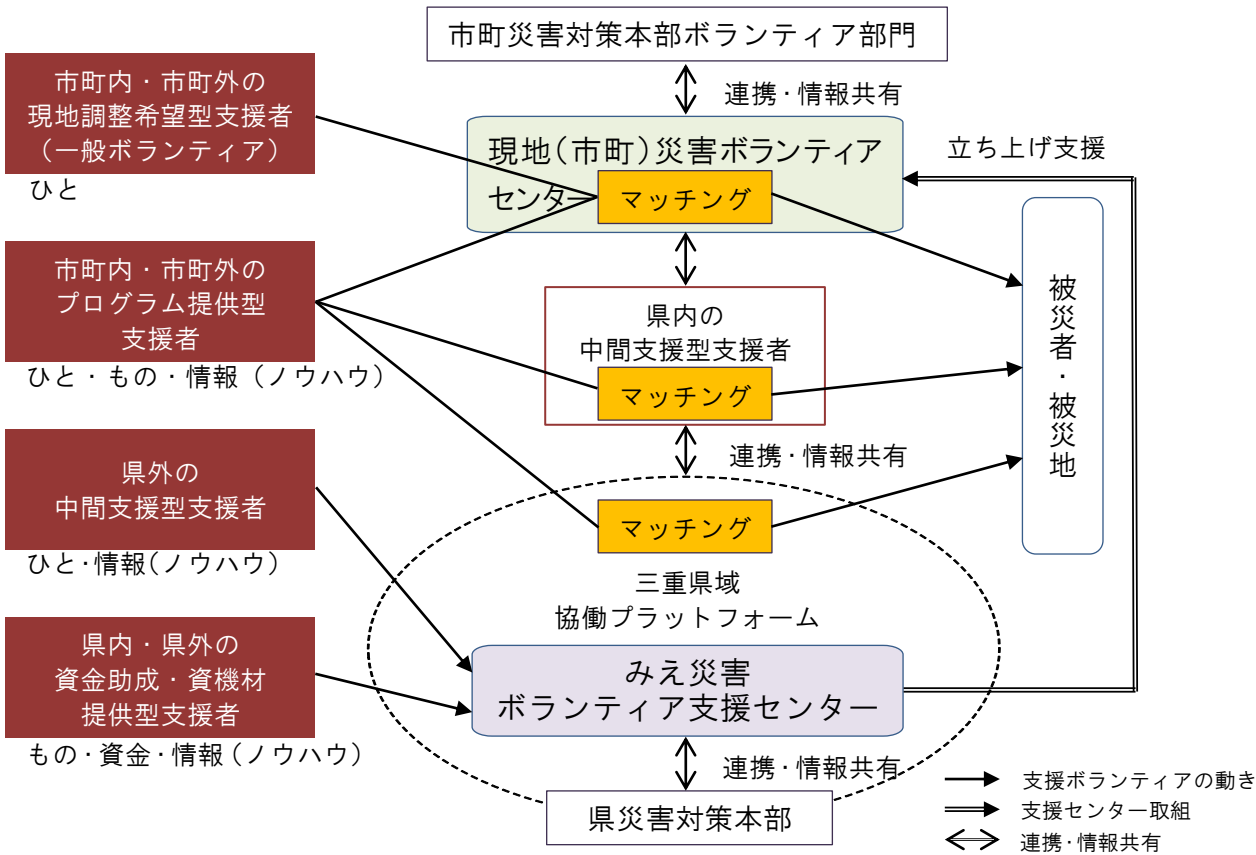 市町災害対策本部ボランティア部門
連携・情報共有
市町内・市町外の
現地調整希望型支援者
（一般ボランティア）
ひと
現地（市町）災害ボランティア
センター
マッチング
立ち上げ支援
市町内・市町外の
プログラム提供型
支援者
ひと・もの・情報（ノウハウ）
県内の
中間支援型支援者
マッチング
被災者・被災地
連携・情報共有
県外の
中間支援型支援者
ひと・情報（ノウハウ）
マッチング
三重県域
協働プラットフォーム
県内・県外の
資金助成・資機材
提供型支援者
もの・資金・情報（ノウハウ）
みえ災害
ボランティア支援センター
連携・情報共有
県災害対策本部
支援ボランティアの動き
支援センター取組
連携・情報共有